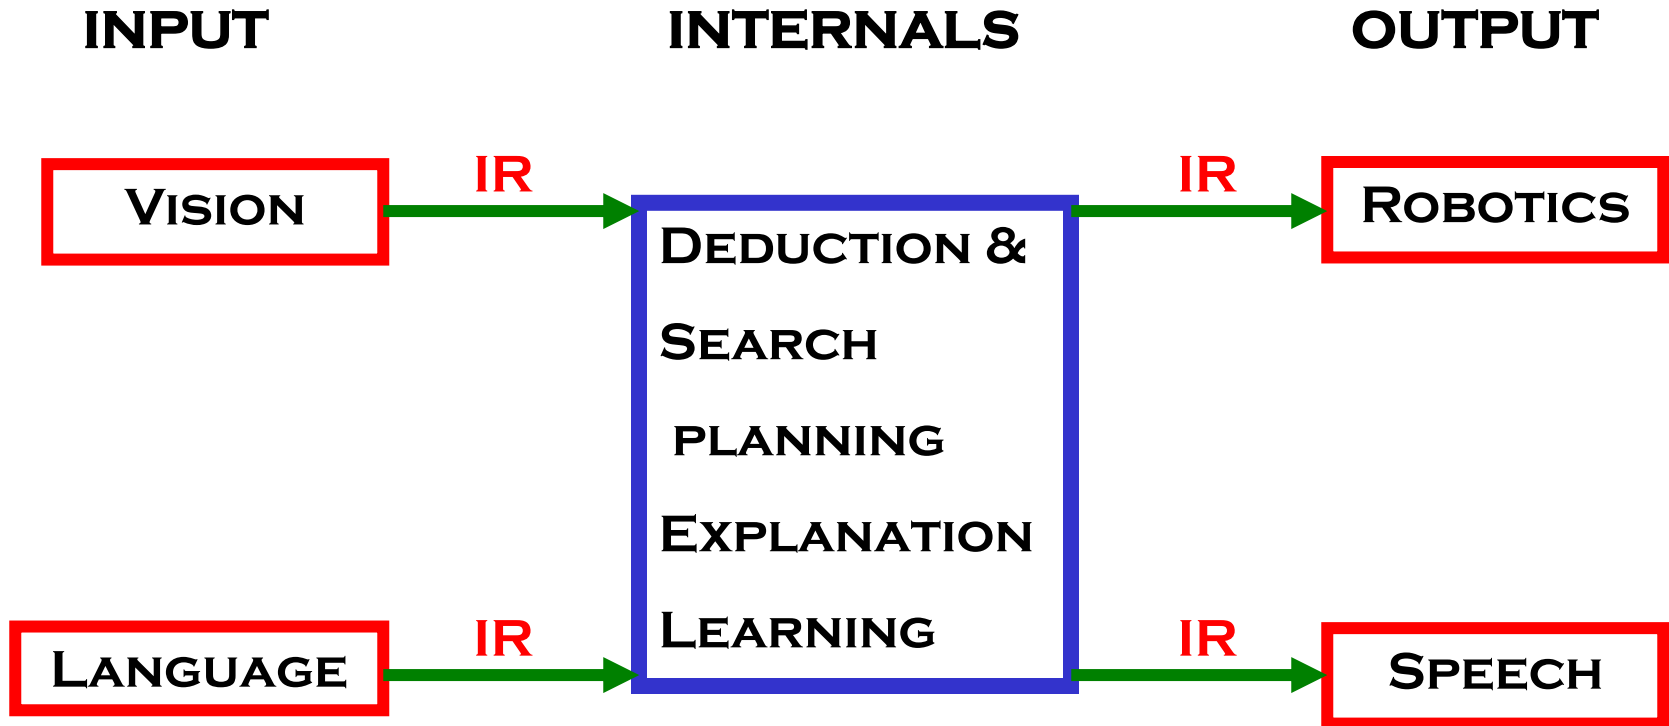 INPUT INTERNALS OUTPUT
IR IR
VISION ROBOTICS
DEDUCTION &
SEARCH
PLANNING
EXPLANATION
IR IR
LEARNING
LANGUAGE SPEECH